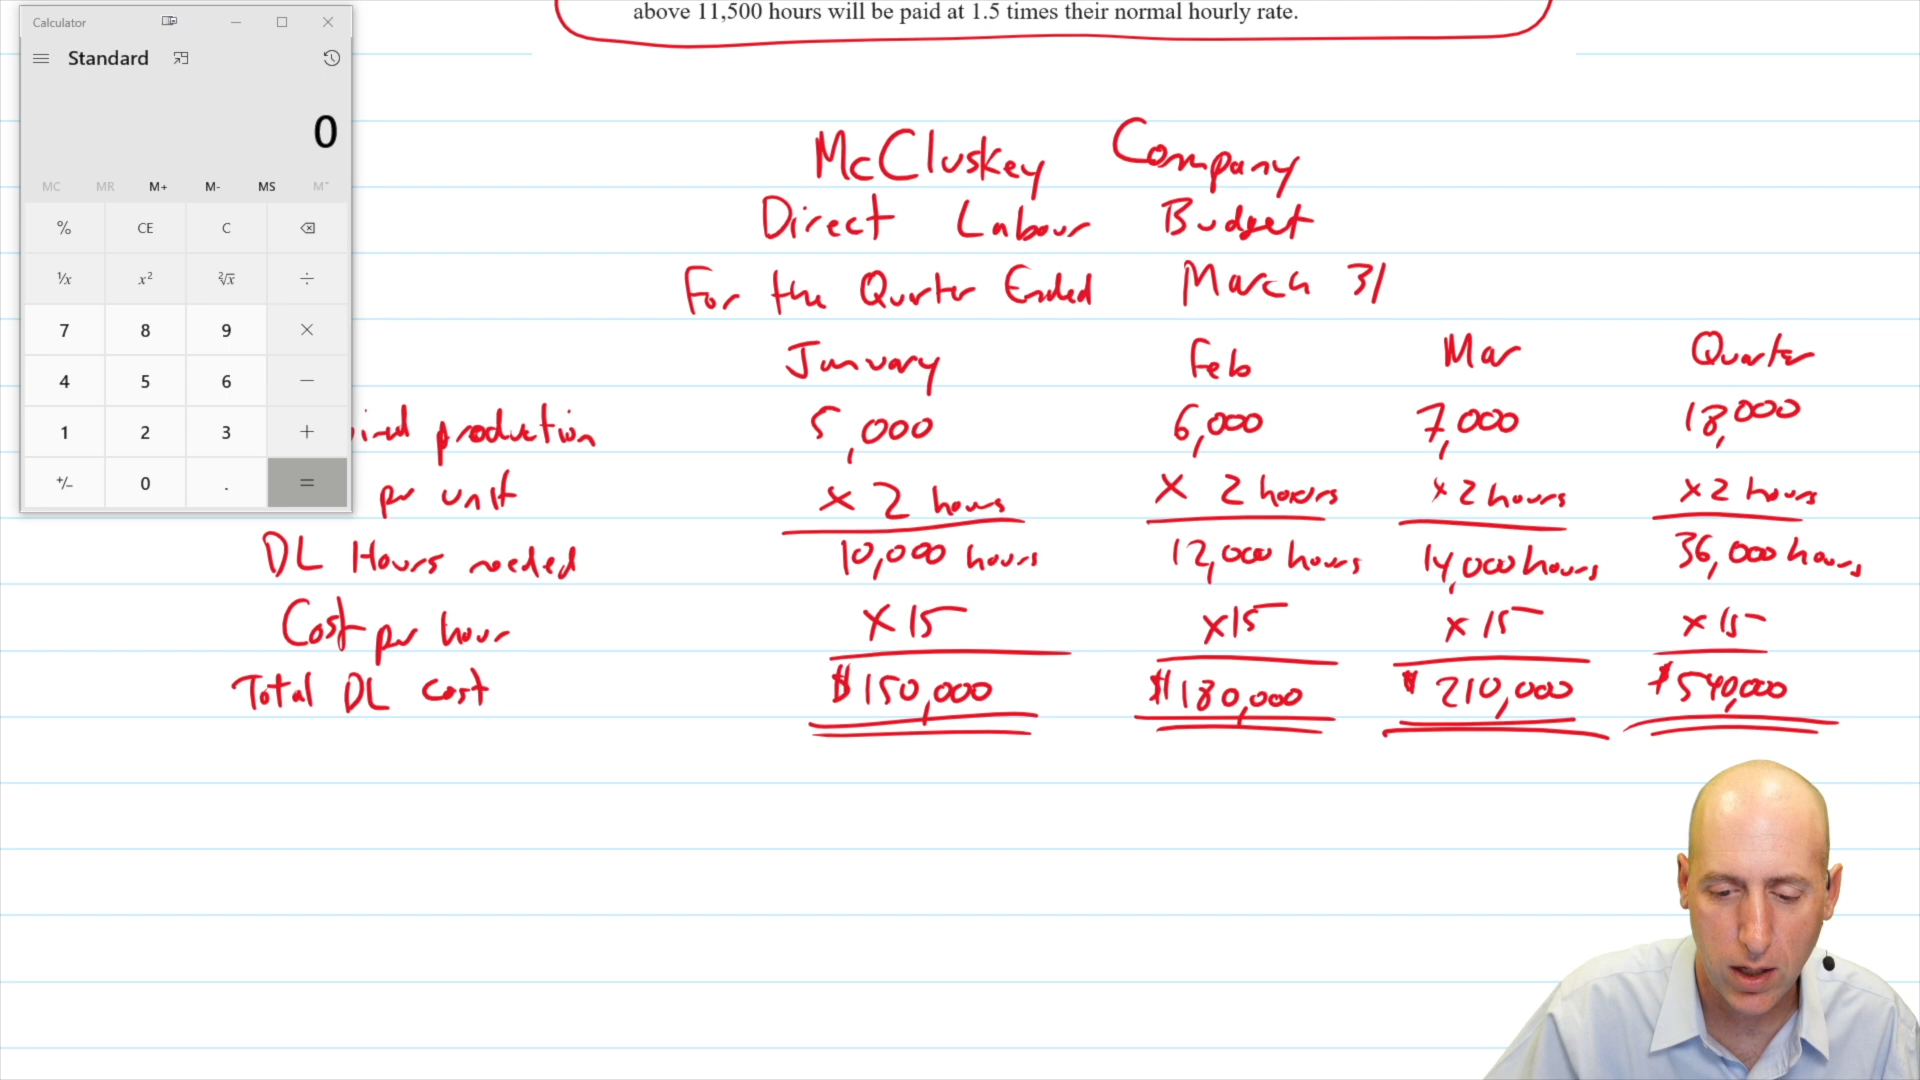 above 11,500 hours will be paid at 1.5 times their normal hourly rate.
Calculator
Standard
0
MC MR M+ M- MS M˅
% CE C
¹/x x² ²√x ÷
7 8 9 ×
4 5 6 −
1 2 3 +
+/− 0 . =
McCluskey Company
Direct Labour Budget
For the Quarter Ended March 31
January Feb Mar Quarter
production 5,000 6,000 7,000 18,000
per unit × 2 hours × 2 hours × 2 hours × 2 hours
DL Hours needed 10,000 hours 12,000 hours 14,000 hours 36,000 hours
Cost per hour × 15 × 15 × 15 × 15
Total DL cost $150,000 $180,000 $210,000 $540,000